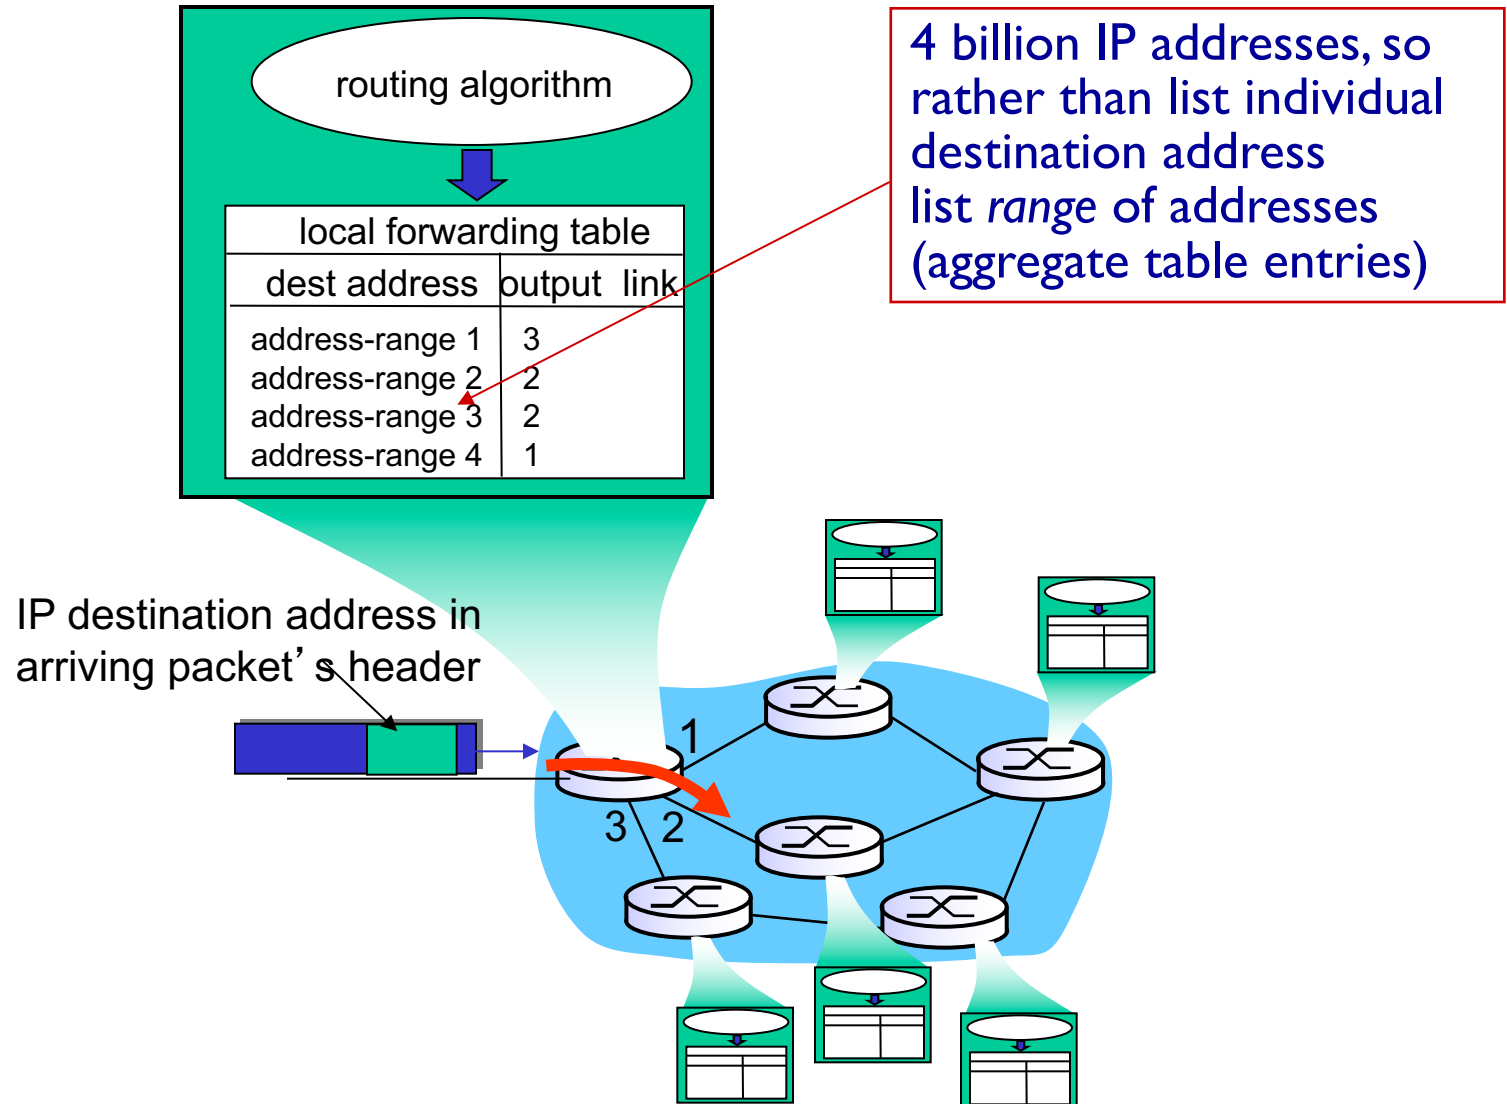 routing algorithm
local forwarding table
dest address output link
address-range 1 3
address-range 2 2
address-range 3 2
address-range 4 1
4 billion IP addresses, so
rather than list individual
destination address
list range of addresses
(aggregate table entries)
IP destination address in
arriving packet’s header
1
3 2